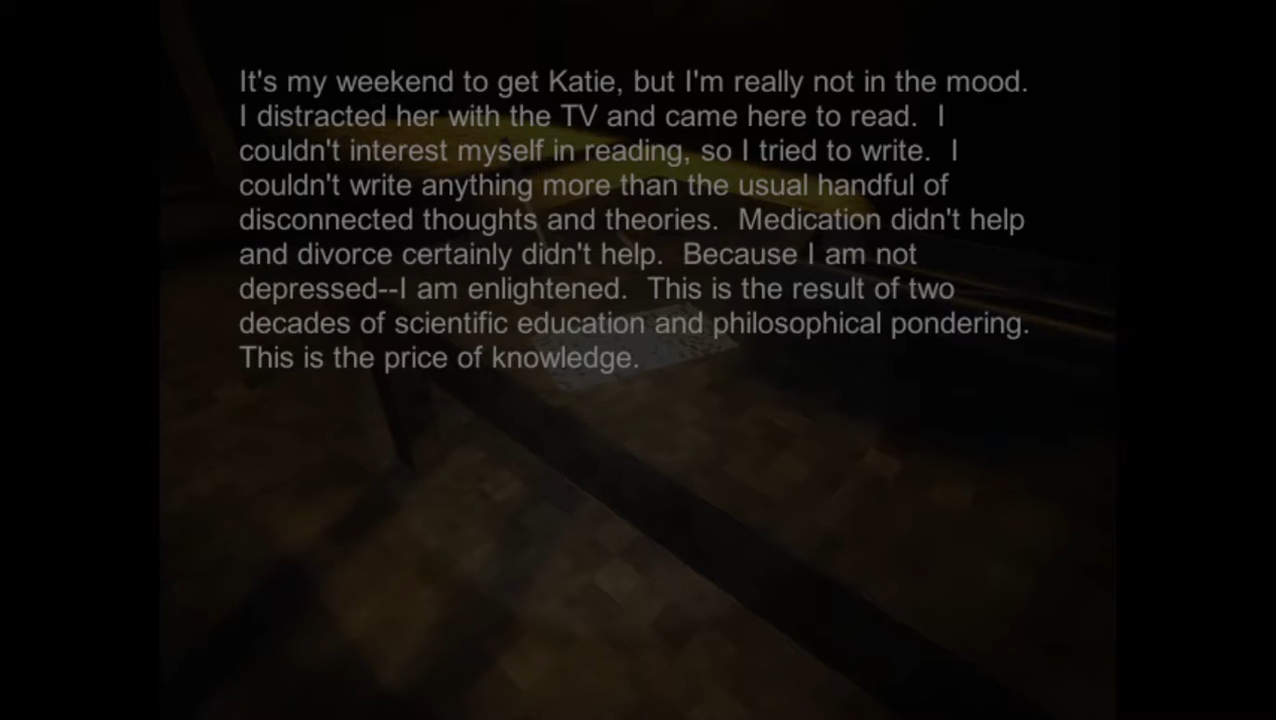 It's my weekend to get Katie, but I'm really not in the mood.
I distracted her with the TV and came here to read.  I
couldn't interest myself in reading, so I tried to write.  I
couldn't write anything more than the usual handful of
disconnected thoughts and theories.  Medication didn't help
and divorce certainly didn't help.  Because I am not
depressed--I am enlightened.  This is the result of two
decades of scientific education and philosophical pondering.
This is the price of knowledge.